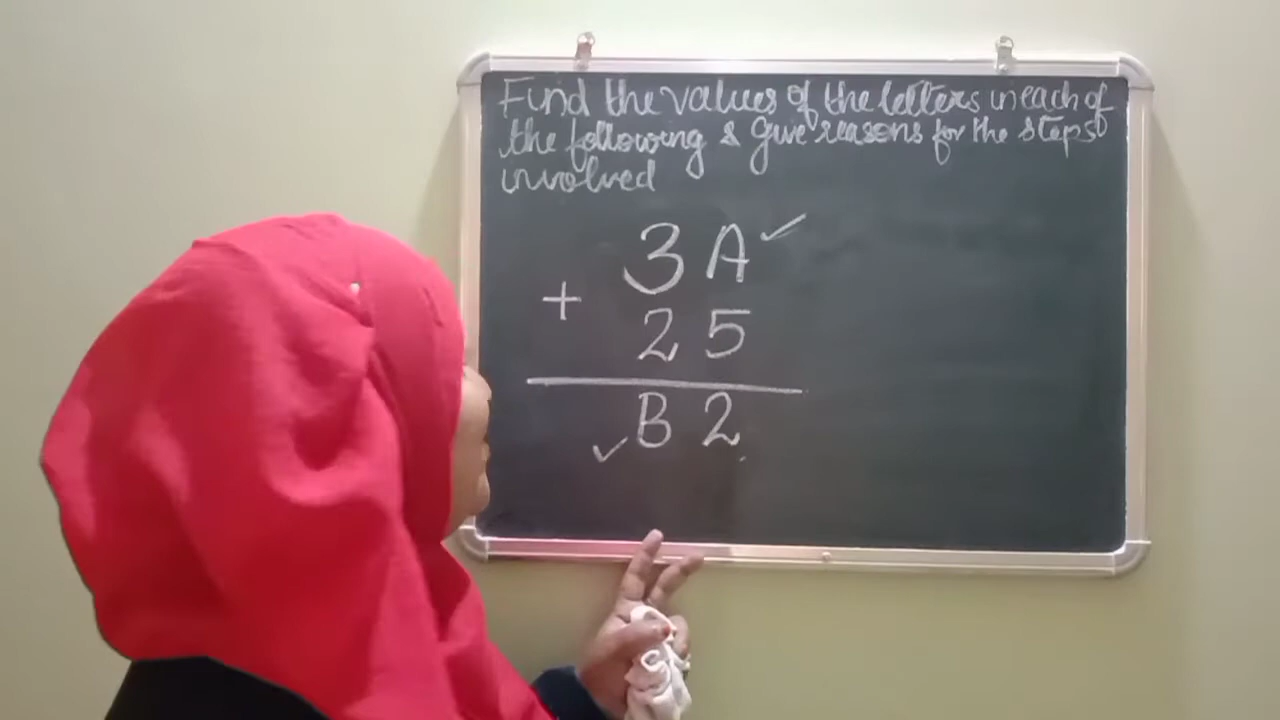 Find the values of the letters in each of
the following & give reasons for the steps
involved
3 A ✓
+
2 5
✓ B 2